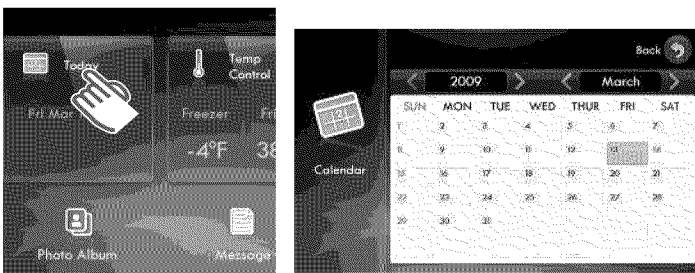 Today
Temp
Control
Fri Mar
Freezer
Fri
-4°F
38
Photo Album
Message
Back
2009
March
Calendar
SUN MON TUE WED THUR FRI SAT
1 2 3 4 5 6 7
8 9 10 11 12 13 14
15 16 17 18 19 20 21
22 23 24 25 26 27 28
29 30 31